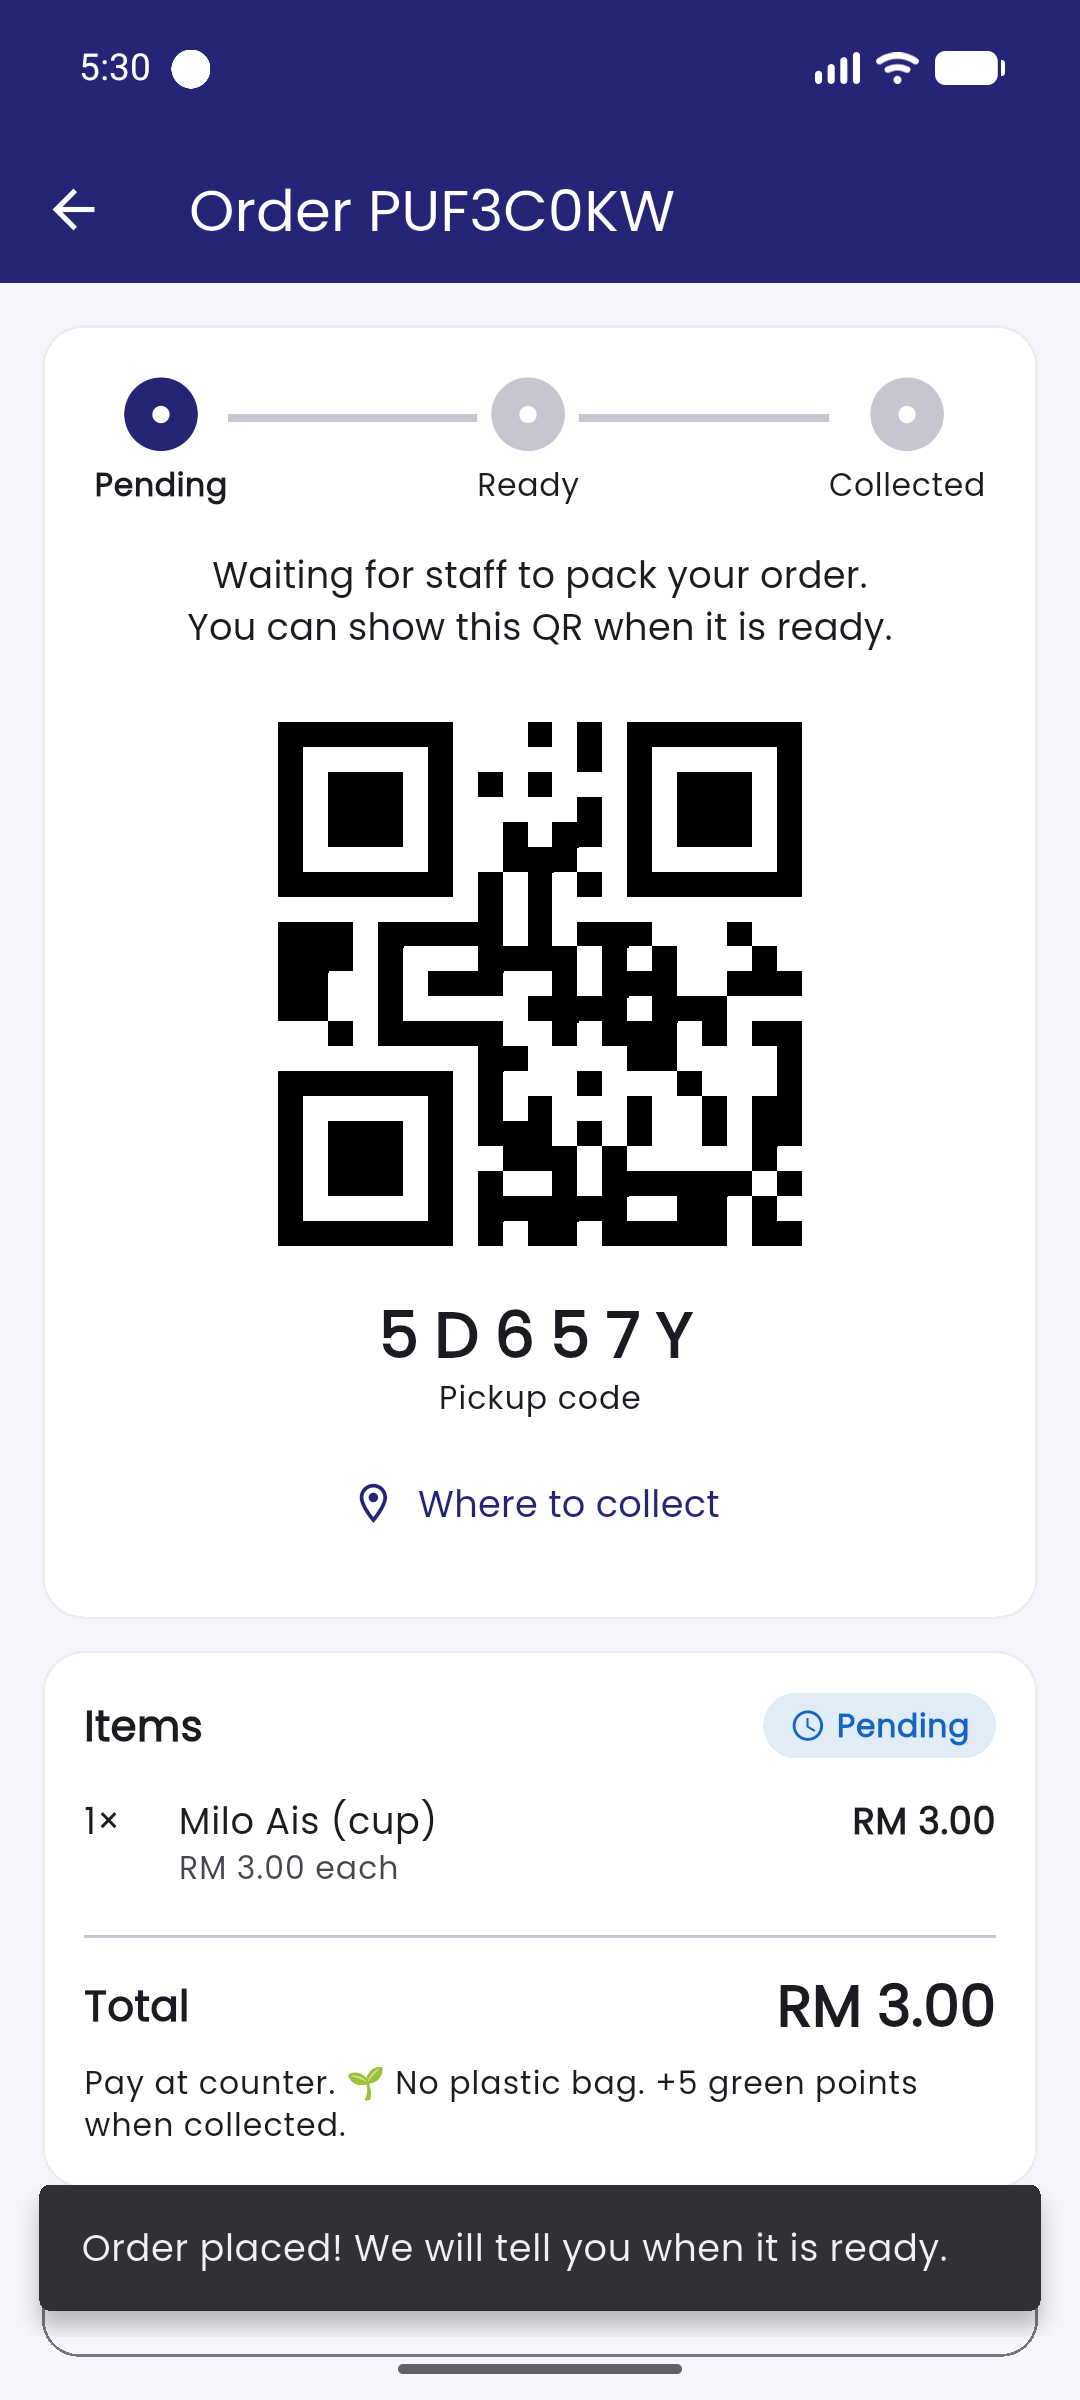 5:30
Order PUF3C0KW
Pending
Ready
Collected
Waiting for staff to pack your order.
You can show this QR when it is ready.
5D657Y
Pickup code
Where to collect
Items
Pending
1× Milo Ais (cup) RM 3.00
RM 3.00 each
Total RM 3.00
Pay at counter. 🌱 No plastic bag. +5 green points
when collected.
Order placed! We will tell you when it is ready.